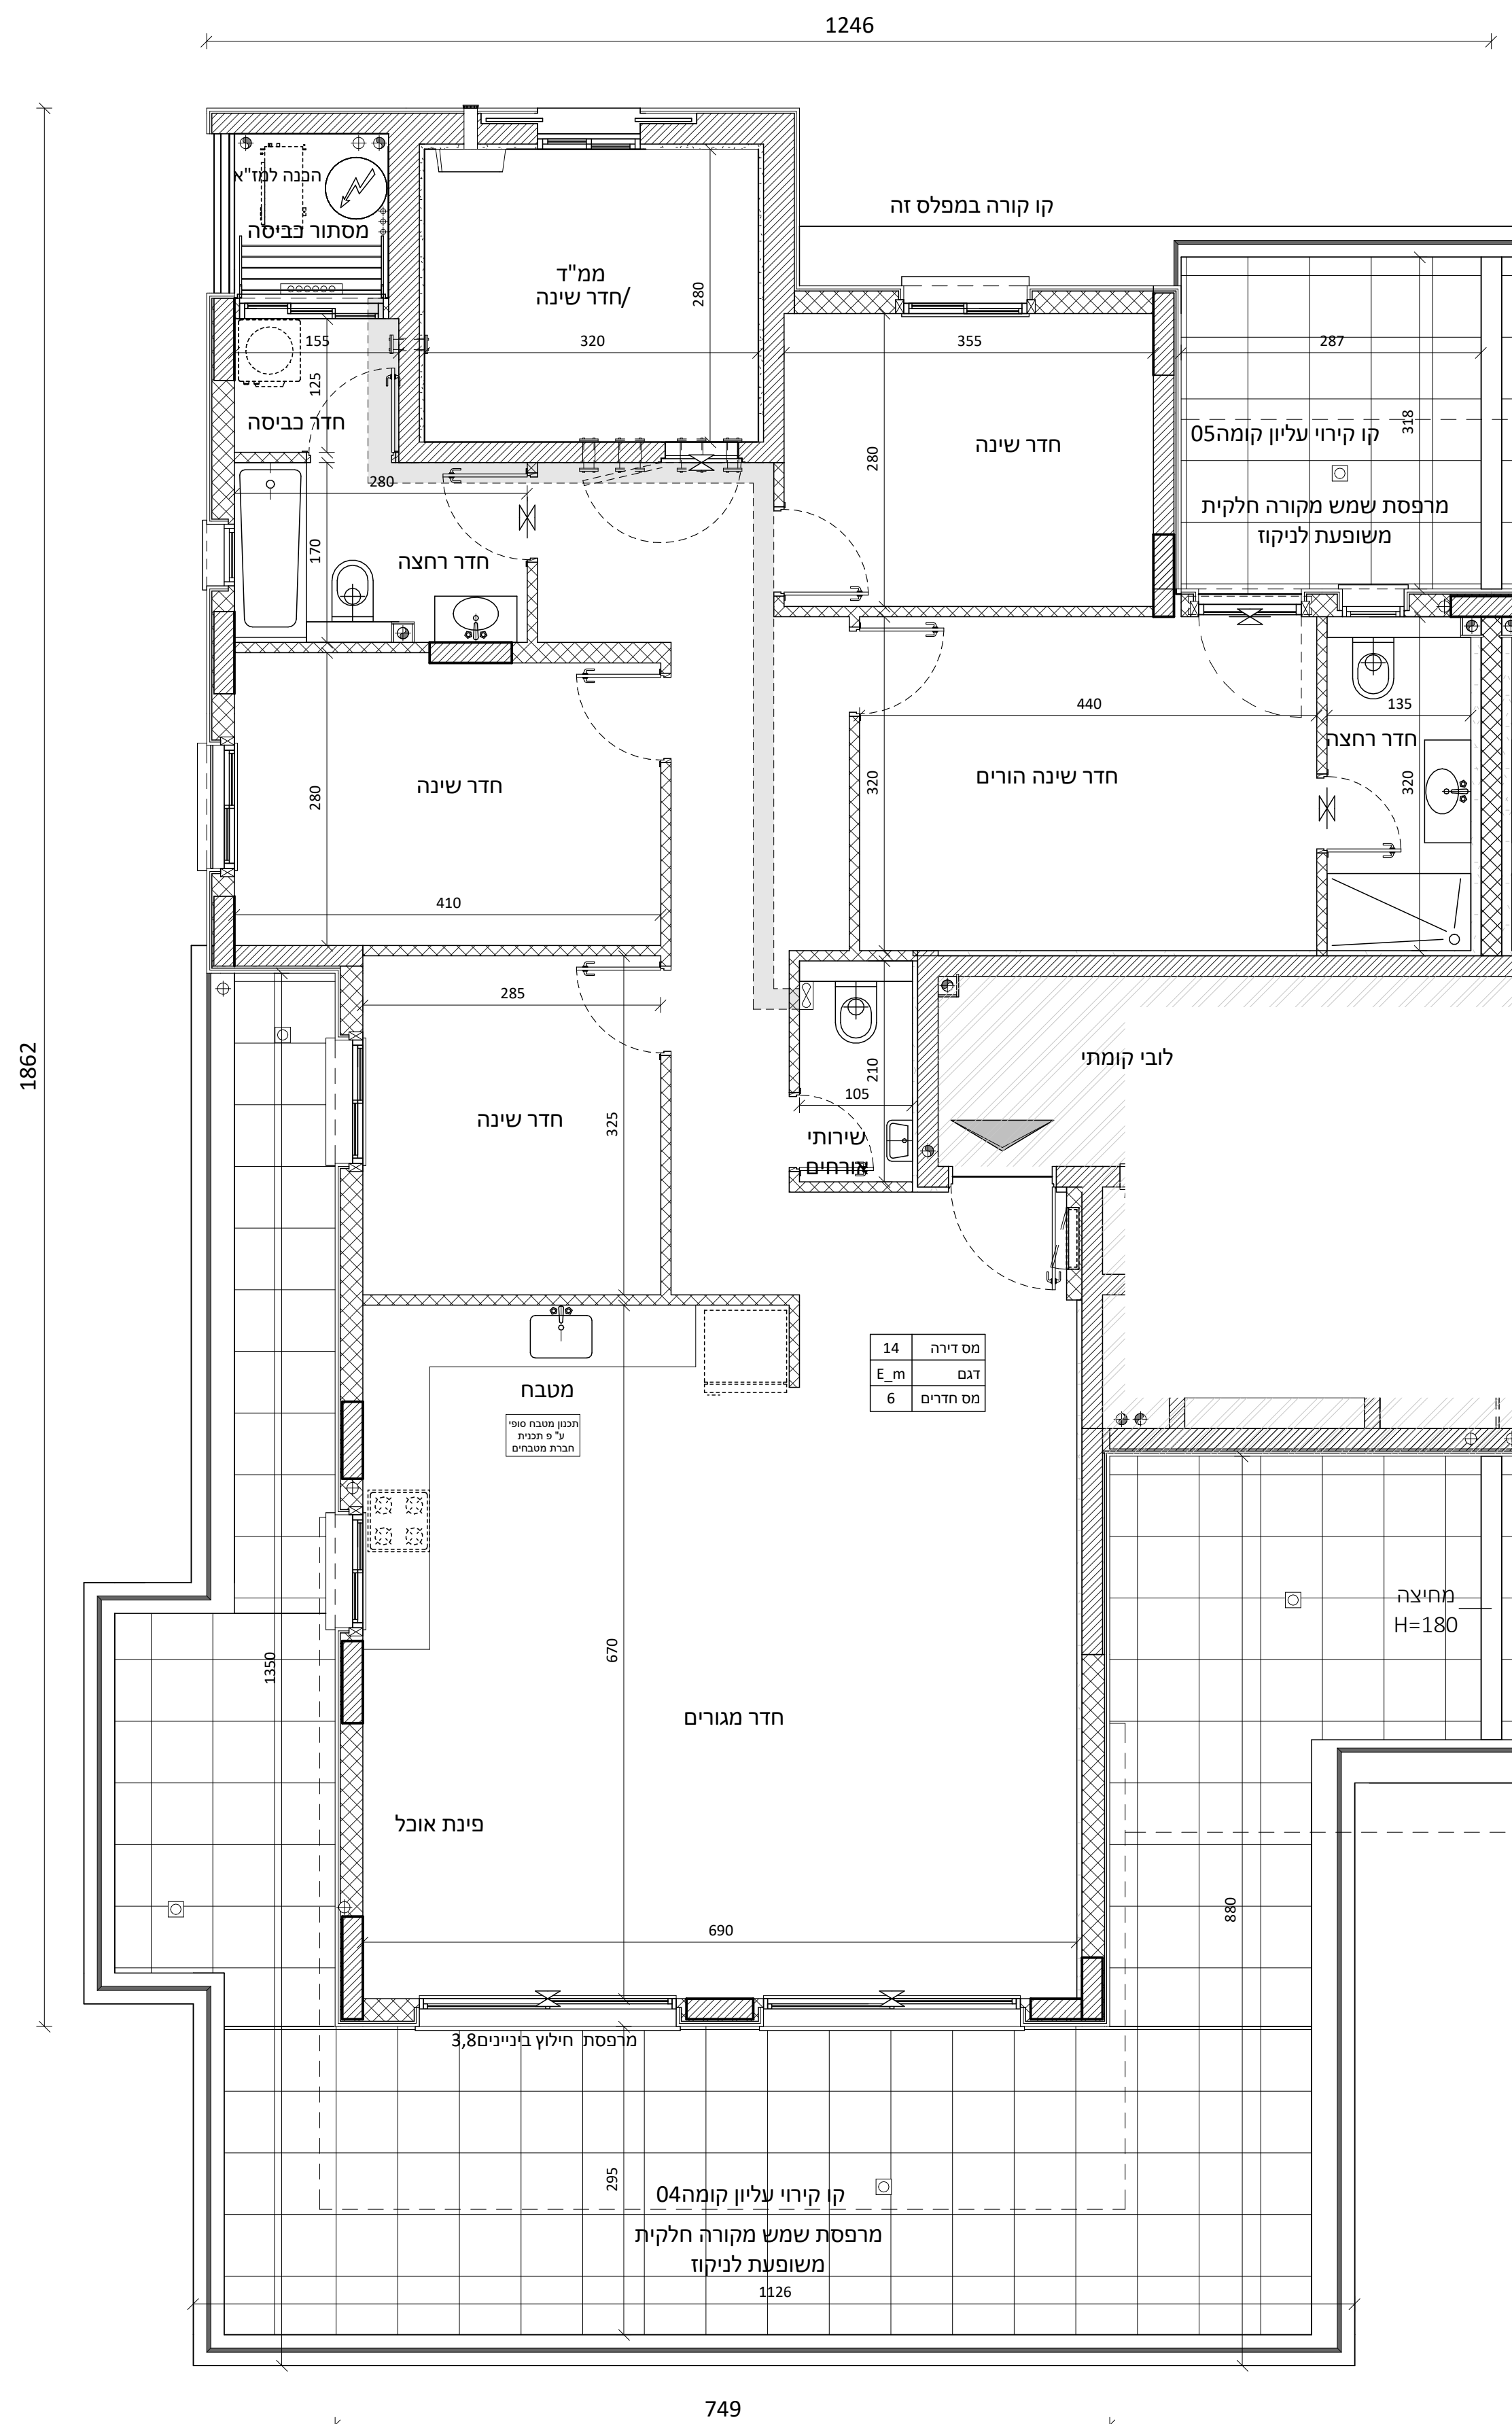 1246
קו קורה במפלס זה
הכנה למז"א
מסתור כביסה
ממ"ד
/חדר שינה
280
155
320
355
287
125
חדר כביסה
280
חדר שינה
קו קירוי עליון קומה05
318
מרפסת שמש מקורה חלקית
משופעת לניקוז
280
170
חדר רחצה
440
135
חדר רחצה
320
חדר שינה הורים
320
חדר שינה
280
410
285
1862
לובי קומתי
210
105
חדר שינה
325
שירותי
אורחים
מס דירה 14
דגם E_m
מס חדרים 6
מטבח
תכנון מטבח סופי
ע"פ תכנית
חברת מטבחים
מחיצה
H=180
1350
670
חדר מגורים
פינת אוכל
880
690
מרפסת חילוץ ביניינים3,8
295
קו קירוי עליון קומה04
מרפסת שמש מקורה חלקית
משופעת לניקוז
1126
749